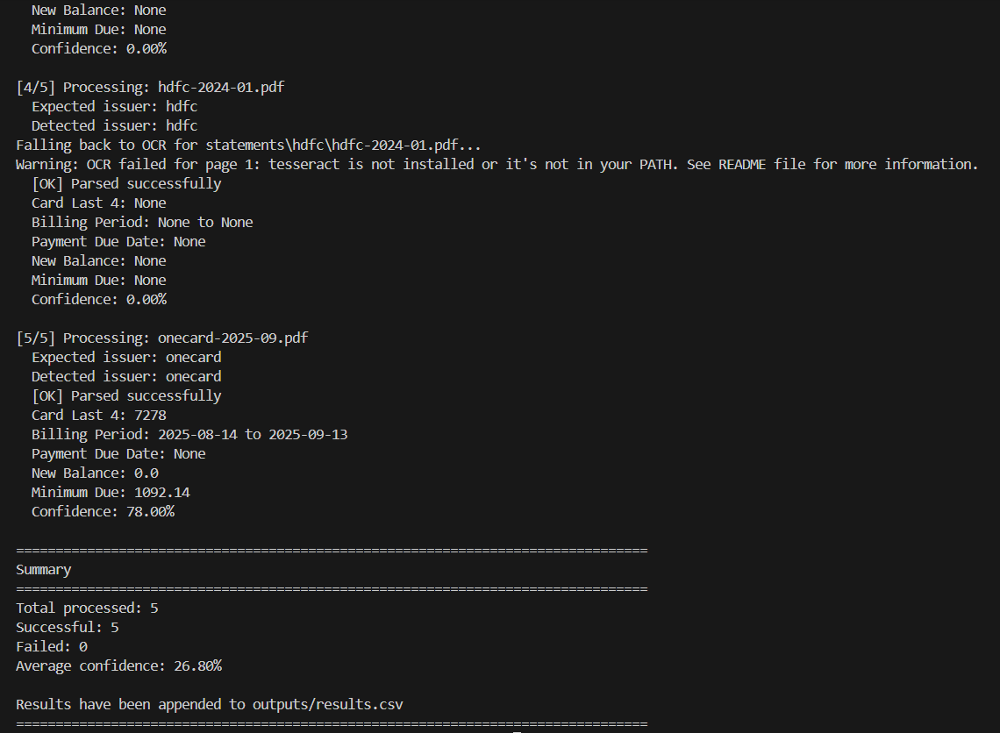 New Balance: None
Minimum Due: None
Confidence: 0.00%
[4/5] Processing: hdfc-2024-01.pdf
Expected issuer: hdfc
Detected issuer: hdfc
Falling back to OCR for statements\hdfc\hdfc-2024-01.pdf...
Warning: OCR failed for page 1: tesseract is not installed or it's not in your PATH. See README file for more information.
[OK] Parsed successfully
Card Last 4: None
Billing Period: None to None
Payment Due Date: None
New Balance: None
Minimum Due: None
Confidence: 0.00%
[5/5] Processing: onecard-2025-09.pdf
Expected issuer: onecard
Detected issuer: onecard
[OK] Parsed successfully
Card Last 4: 7278
Billing Period: 2025-08-14 to 2025-09-13
Payment Due Date: None
New Balance: 0.0
Minimum Due: 1092.14
Confidence: 78.00%
================================================================================
Summary
================================================================================
Total processed: 5
Successful: 5
Failed: 0
Average confidence: 26.80%
Results have been appended to outputs/results.csv
================================================================================